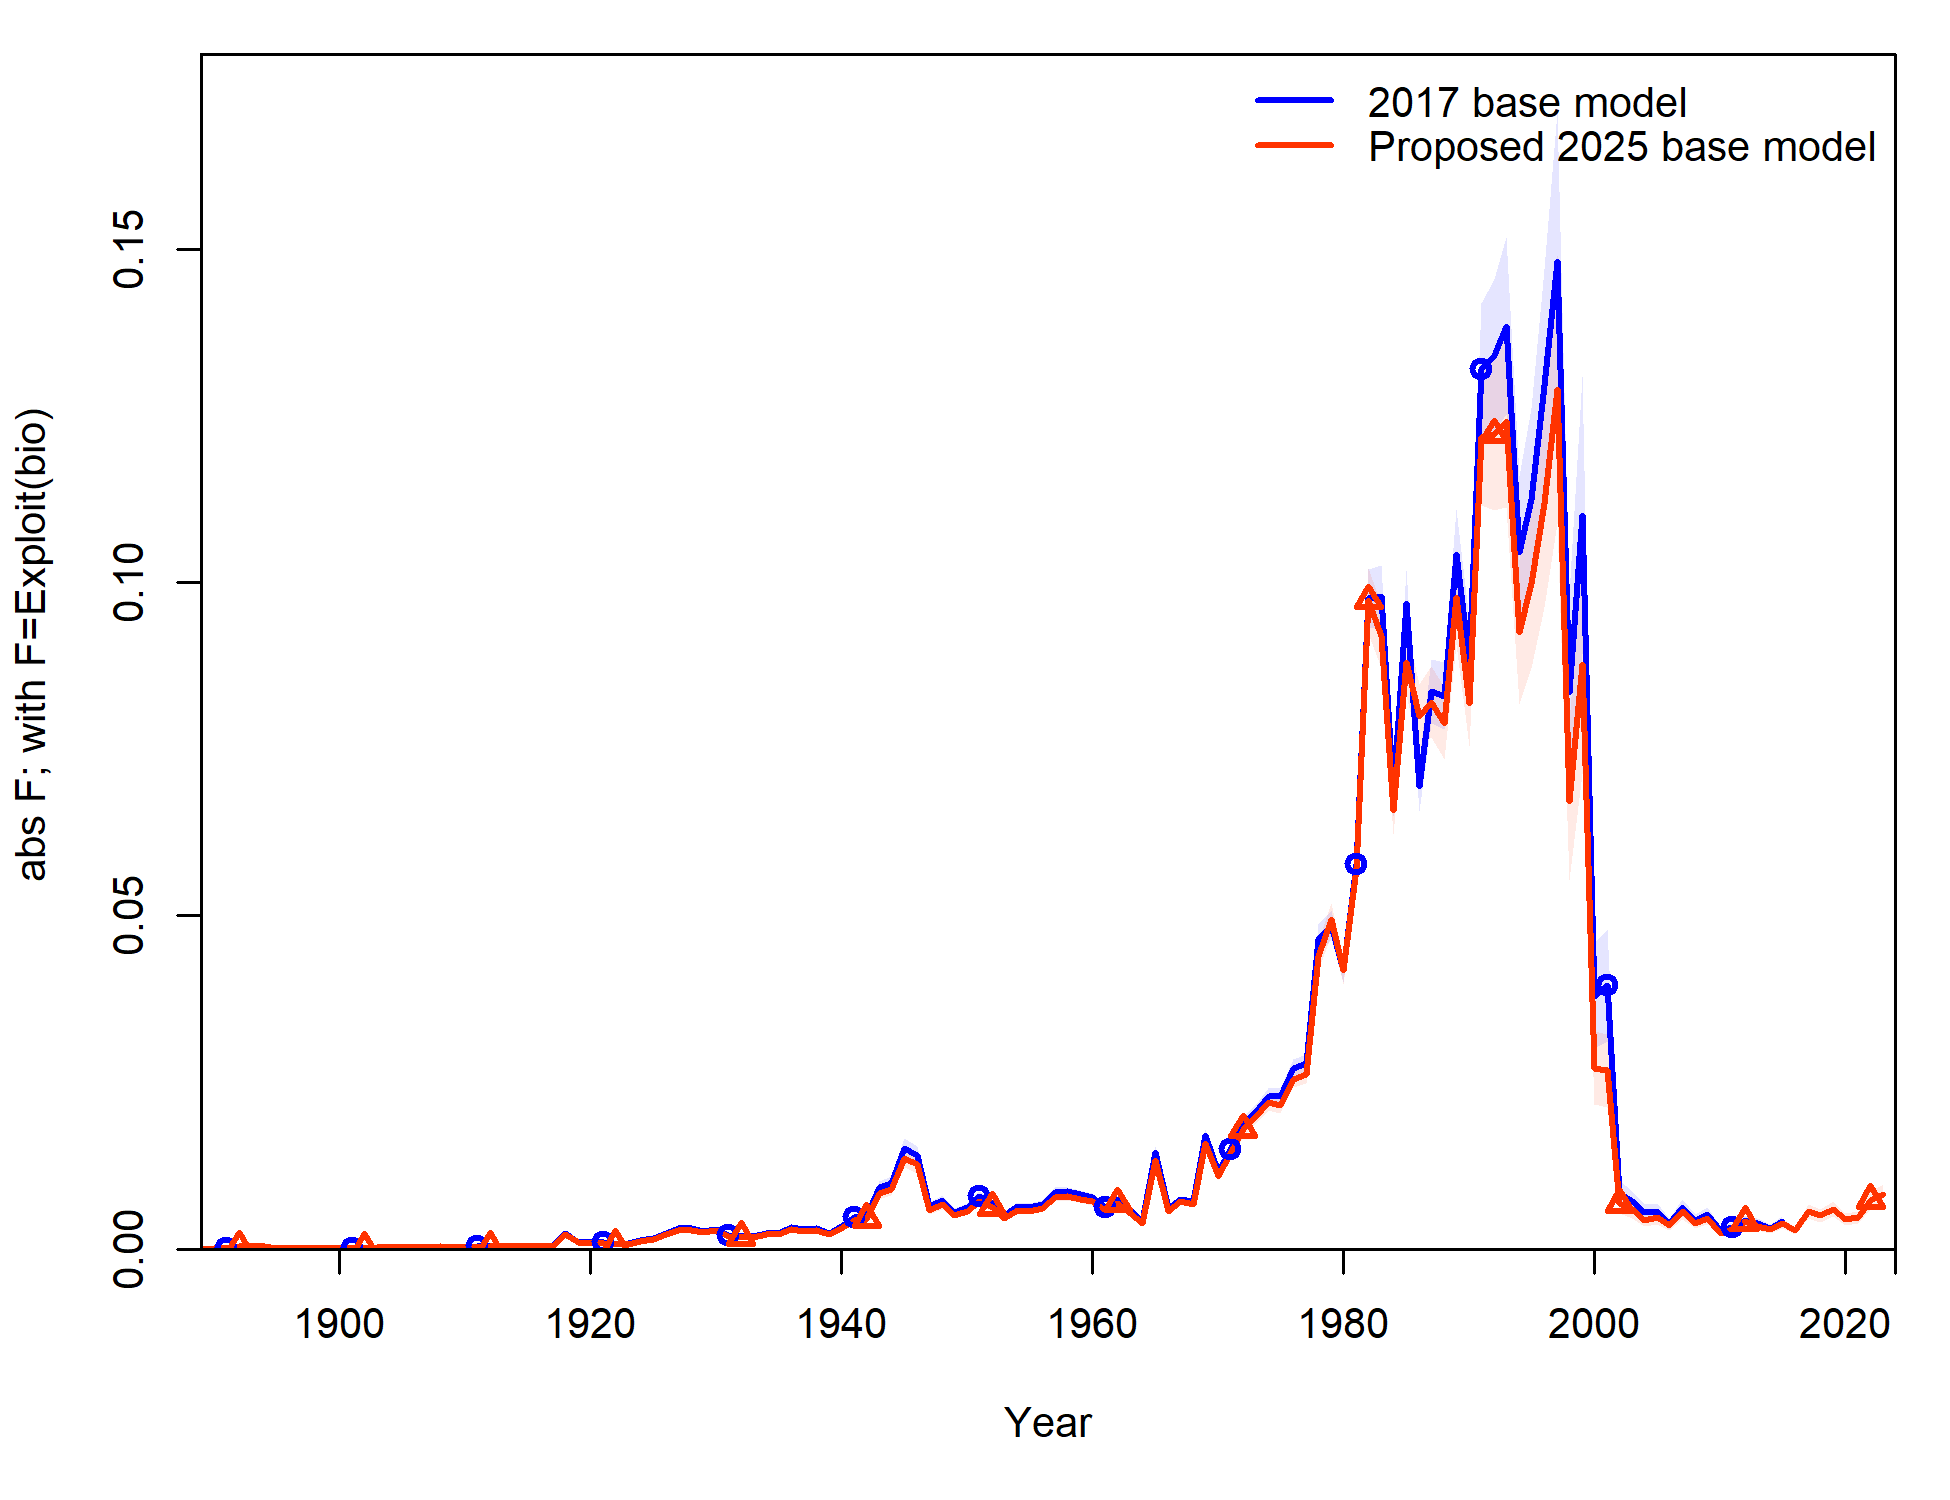 2017 base model
Proposed 2025 base model
abs F; with F=Exploit(bio)
0.15
0.10
0.05
0.00
1900 1920 1940 1960 1980 2000 2020
Year